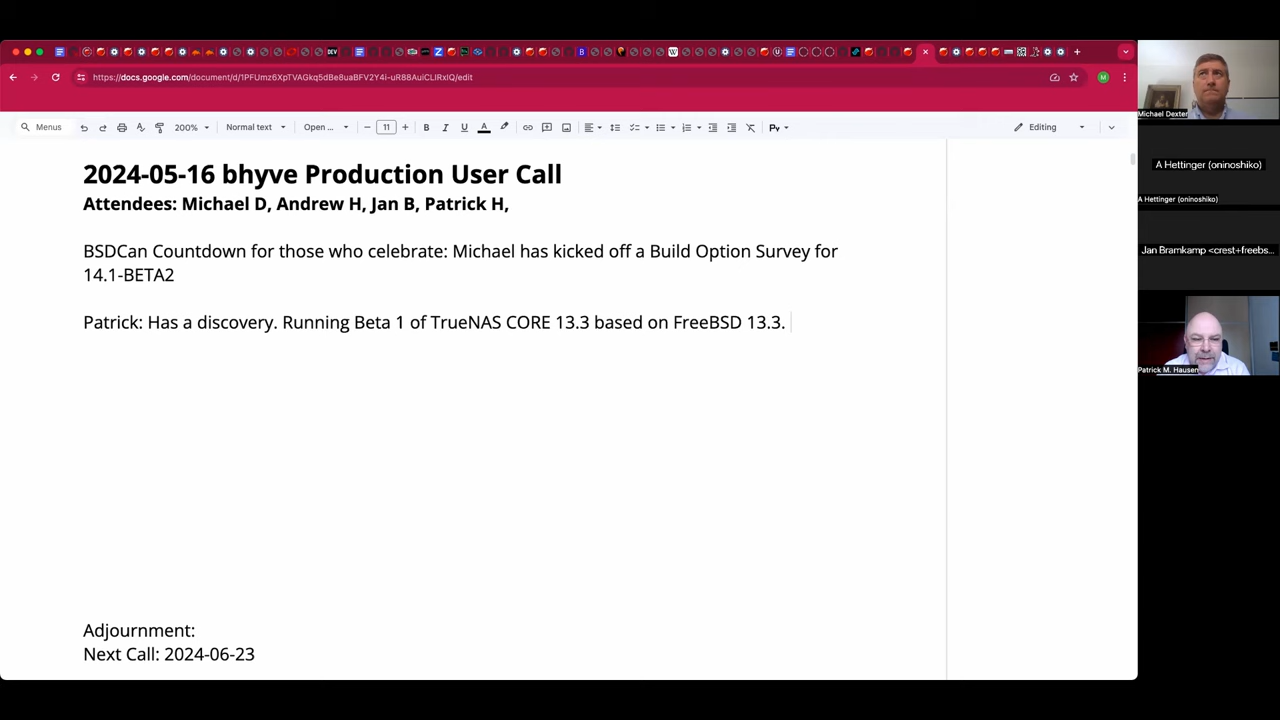 https://docs.google.com/document/d/1PFUmz6XpTVAGkq5dBe8uaBFV2Y4i-uR88AuiCLIRxIQ/edit
Menus 200% Normal text Open ... 11 Editing
2024-05-16 bhyve Production User Call
Attendees: Michael D, Andrew H, Jan B, Patrick H,
BSDCan Countdown for those who celebrate: Michael has kicked off a Build Option Survey for
14.1-BETA2
Patrick: Has a discovery. Running Beta 1 of TrueNAS CORE 13.3 based on FreeBSD 13.3.
Adjournment:
Next Call: 2024-06-23
Michael Dexter
A Hettinger (oninoshiko)
A Hettinger (oninoshiko)
Jan Bramkamp <crest+freebs...
Patrick M. Hausen